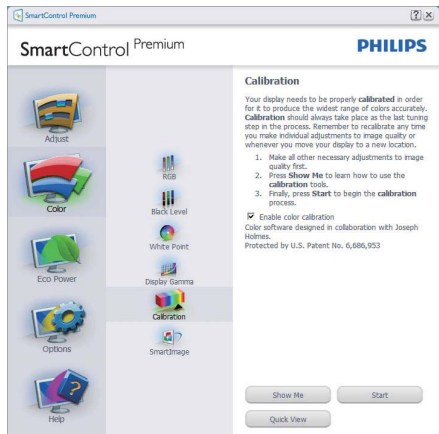 SmartControl Premium
SmartControl Premium
PHILIPS
Adjust
Color
Eco Power
Options
Help
RGB
Black Level
White Point
Display Gamma
Calibration
SmartImage
Calibration
Your display needs to be properly calibrated in order
for it to produce the widest range of colors accurately.
Calibration should always take place as the last tuning
step in the process. Remember to recalibrate any time
you make individual adjustments to image quality or
whenever you move your display to a new location.
1. Make all other necessary adjustments to image
quality first.
2. Press Show Me to learn how to use the
calibration tools.
3. Finally, press Start to begin the calibration
process.
Enable color calibration
Color software designed in collaboration with Joseph
Holmes.
Protected by U.S. Patent No. 6,686,953
Show Me
Start
Quick View